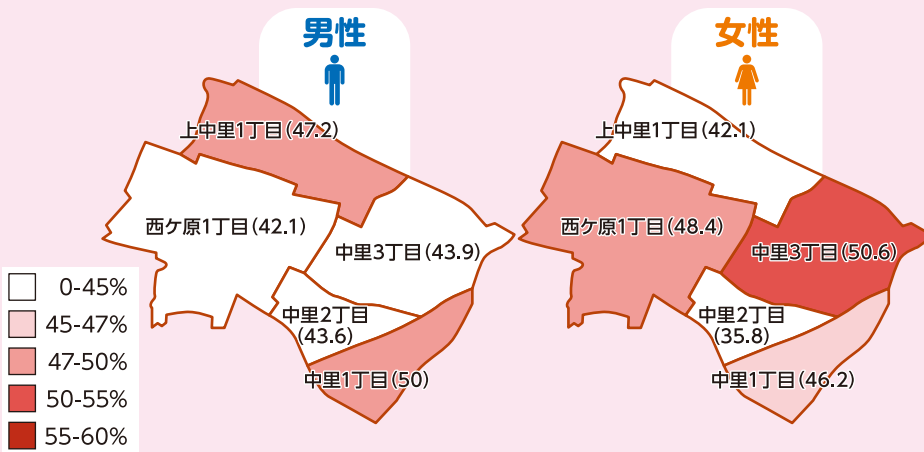 男性
上中里1丁目(47.2)
西ケ原1丁目(42.1)
中里3丁目(43.9)
中里2丁目
(43.6)
中里1丁目(50)
女性
上中里1丁目(42.1)
西ケ原1丁目(48.4)
中里3丁目(50.6)
中里2丁目
(35.8)
中里1丁目(46.2)
0-45%
45-47%
47-50%
50-55%
55-60%